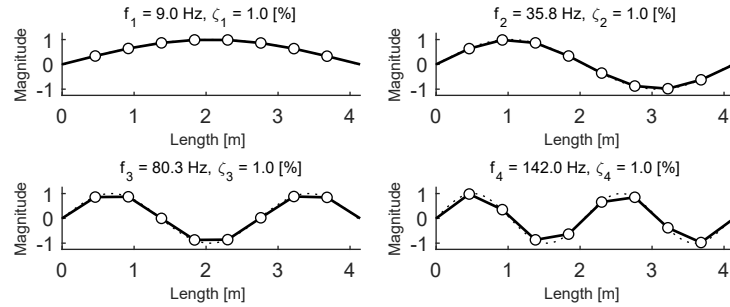 f1 = 9.0 Hz, ζ1 = 1.0 [%]
Magnitude
1
0
-1
0 1 2 3 4
Length [m]
f2 = 35.8 Hz, ζ2 = 1.0 [%]
Magnitude
1
0
-1
0 1 2 3 4
Length [m]
f3 = 80.3 Hz, ζ3 = 1.0 [%]
Magnitude
1
0
-1
0 1 2 3 4
Length [m]
f4 = 142.0 Hz, ζ4 = 1.0 [%]
Magnitude
1
0
-1
0 1 2 3 4
Length [m]